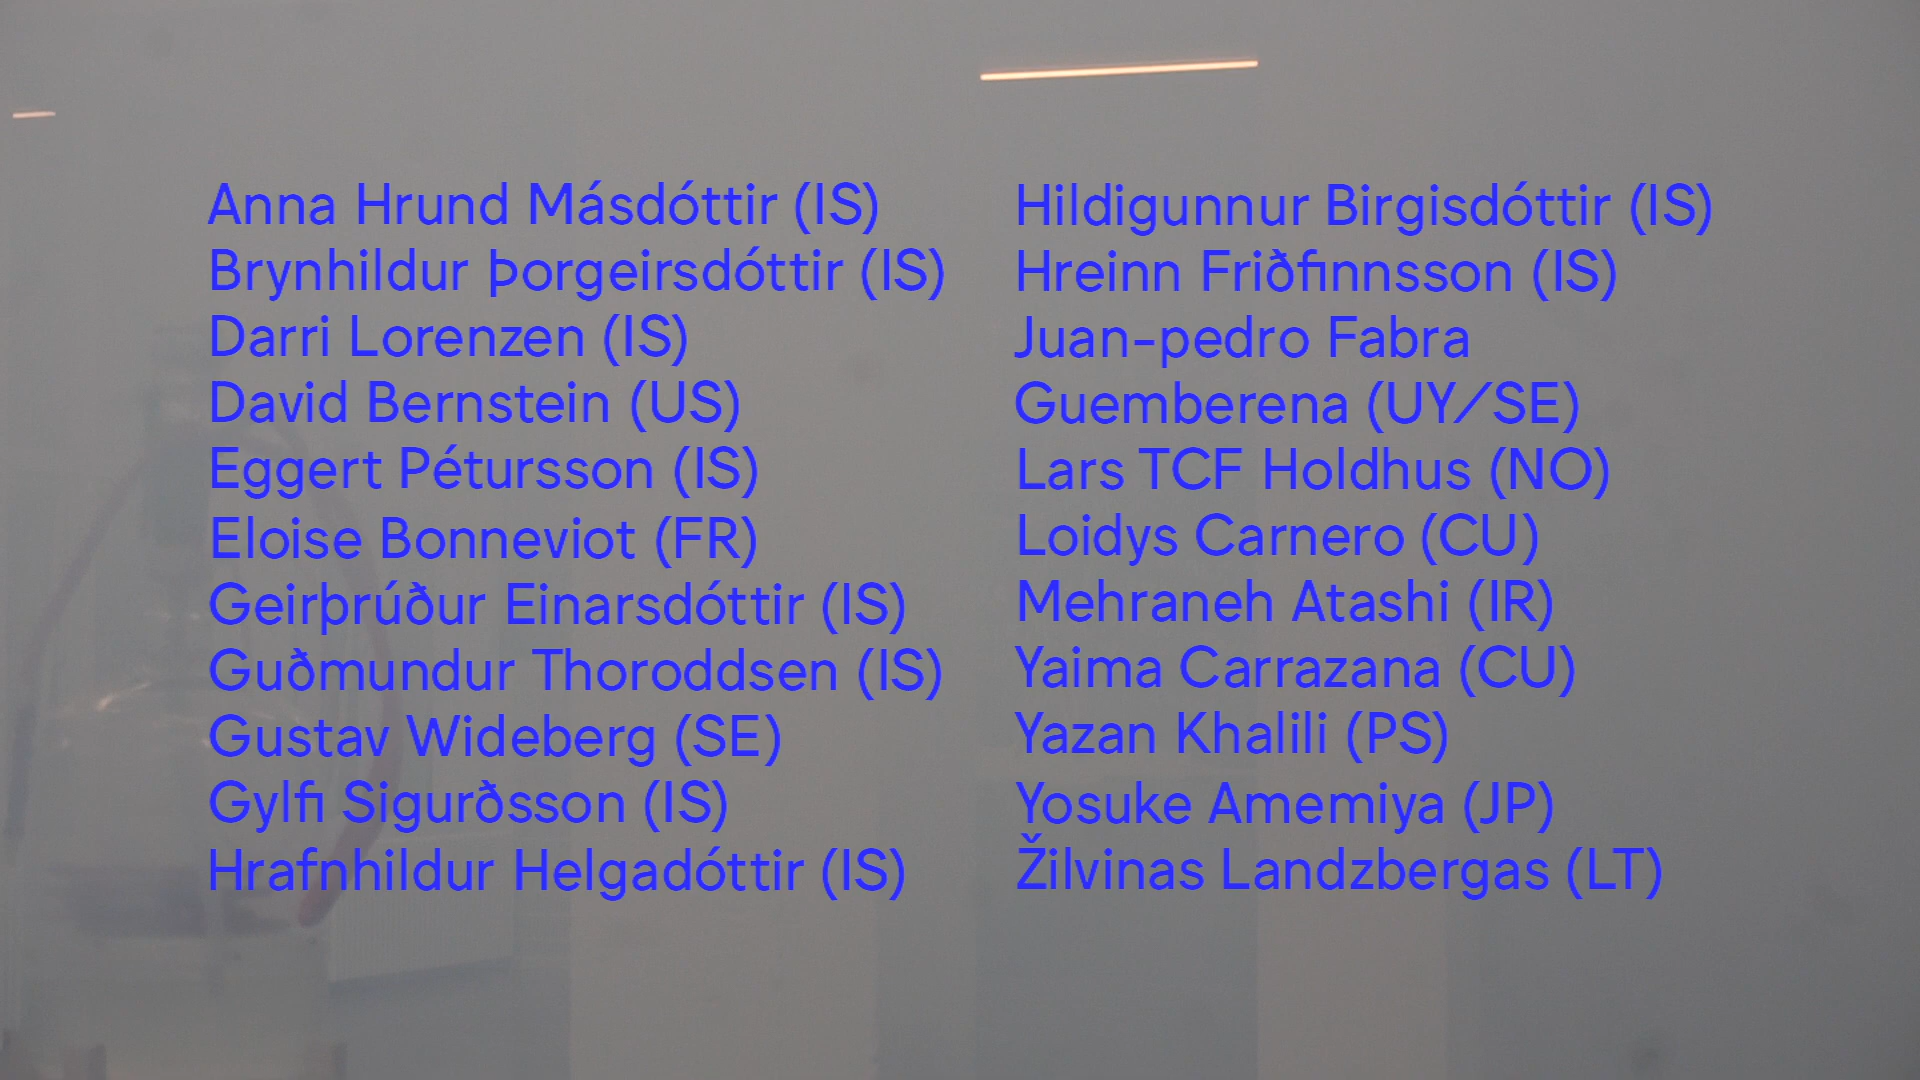 Anna Hrund Másdóttir (IS)
Brynhildur Þorgeirsdóttir (IS)
Darri Lorenzen (IS)
David Bernstein (US)
Eggert Pétursson (IS)
Eloise Bonneviot (FR)
Geirþrúður Einarsdóttir (IS)
Guðmundur Thoroddsen (IS)
Gustav Wideberg (SE)
Gylfi Sigurðsson (IS)
Hrafnhildur Helgadóttir (IS)
Hildigunnur Birgisdóttir (IS)
Hreinn Friðfinnsson (IS)
Juan-pedro Fabra
Guemberena (UY/SE)
Lars TCF Holdhus (NO)
Loidys Carnero (CU)
Mehraneh Atashi (IR)
Yaima Carrazana (CU)
Yazan Khalili (PS)
Yosuke Amemiya (JP)
Žilvinas Landzbergas (LT)